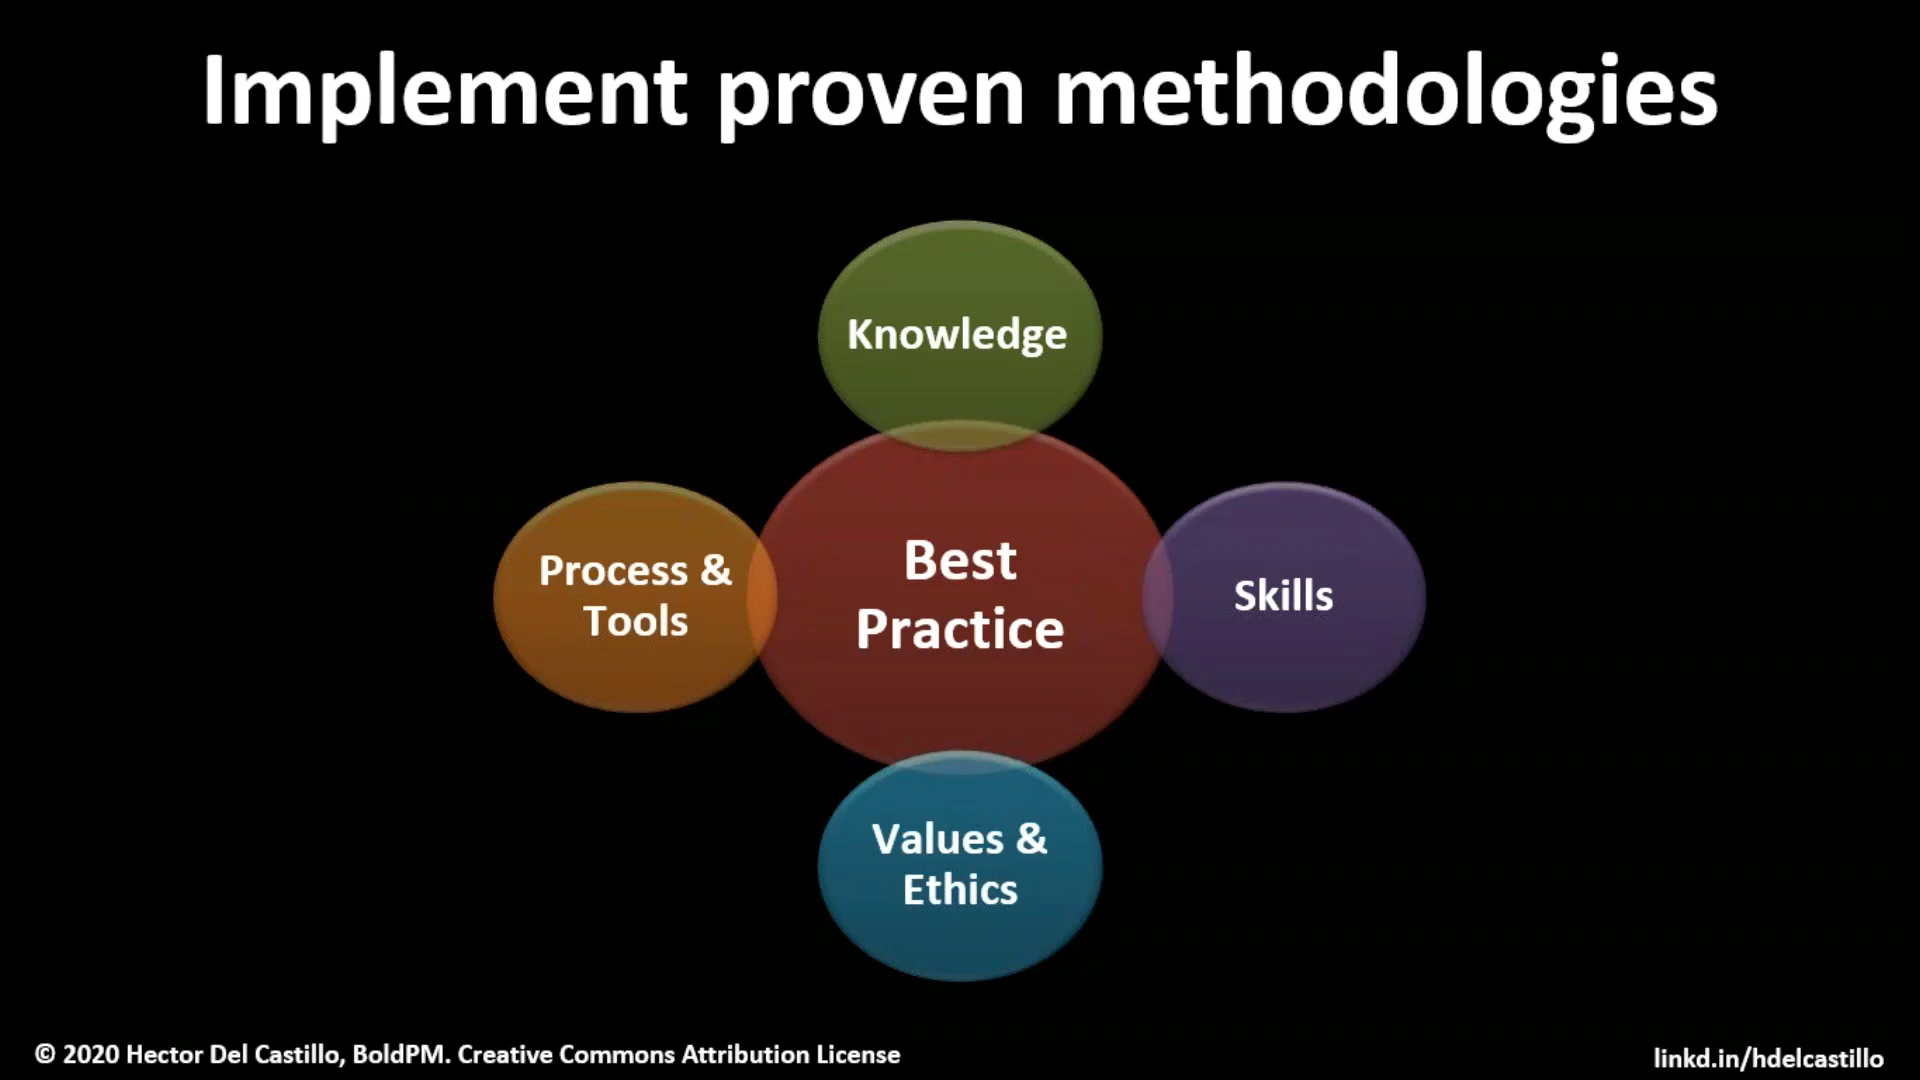 Implement proven methodologies
Knowledge
Process &
Tools
Best
Practice
Skills
Values &
Ethics
© 2020 Hector Del Castillo, BoldPM. Creative Commons Attribution License
linkd.in/hdelcastillo